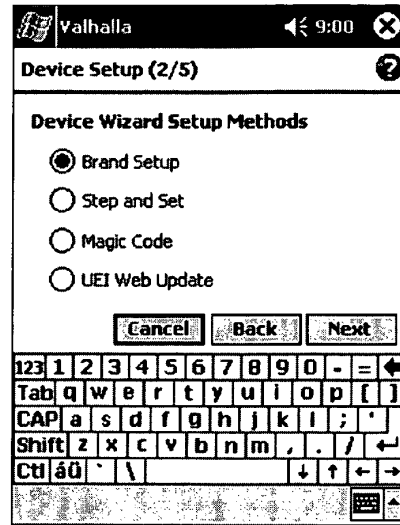 Valhalla 9:00
Device Setup (2/5)
Device Wizard Setup Methods
Brand Setup
Step and Set
Magic Code
UEI Web Update
Cancel Back Next
123 1 2 3 4 5 6 7 8 9 0 - = ←
Tab q w e r t y u i o p [ ]
CAP a s d f g h j k l ; '
Shift z x c v b n m , . / ↵
Ctl áü ` \ ↓ ↑ ← →